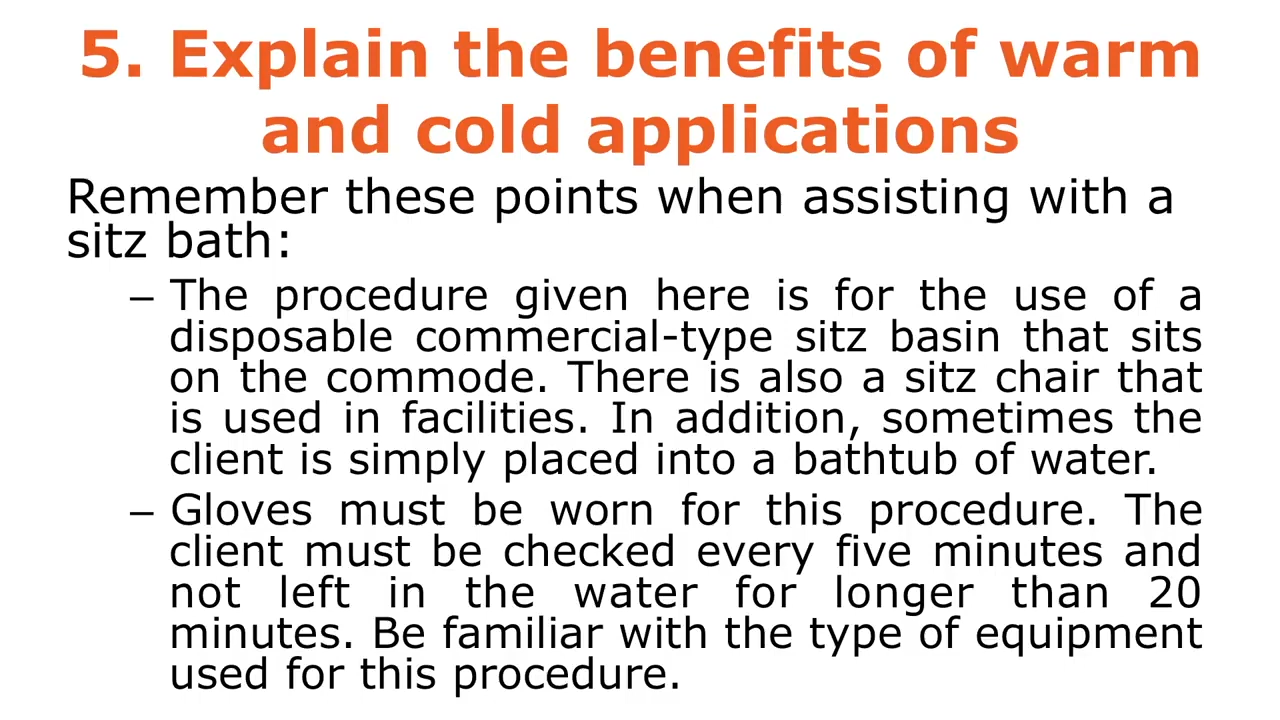 5. Explain the benefits of warm
and cold applications
Remember these points when assisting with a
sitz bath:
– The procedure given here is for the use of a
disposable commercial-type sitz basin that sits
on the commode. There is also a sitz chair that
is used in facilities. In addition, sometimes the
client is simply placed into a bathtub of water.
– Gloves must be worn for this procedure. The
client must be checked every five minutes and
not left in the water for longer than 20
minutes. Be familiar with the type of equipment
used for this procedure.